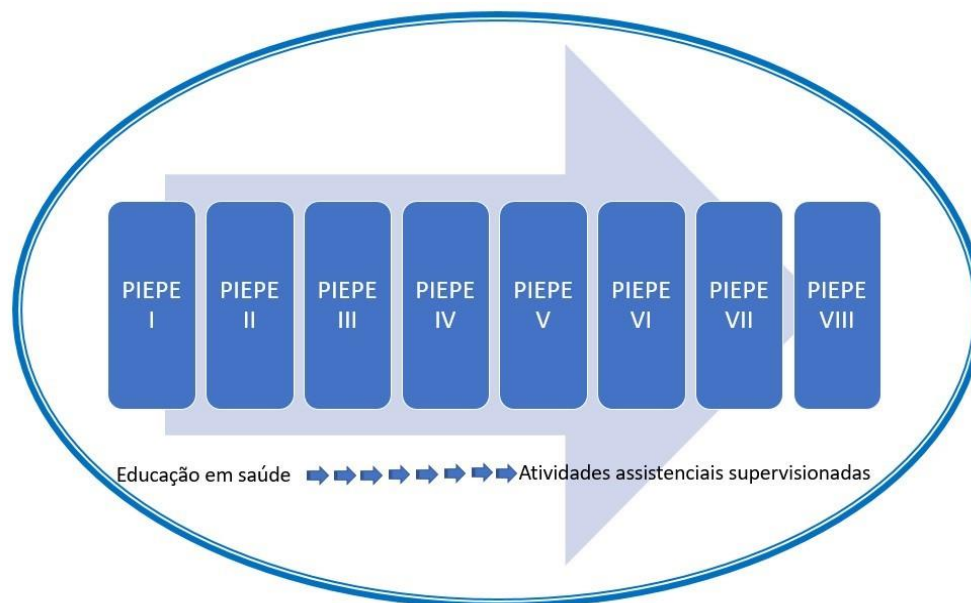 PIEPE
I
PIEPE
II
PIEPE
III
PIEPE
IV
PIEPE
V
PIEPE
VI
PIEPE
VII
PIEPE
VIII
Educação em saúde Atividades assistenciais supervisionadas